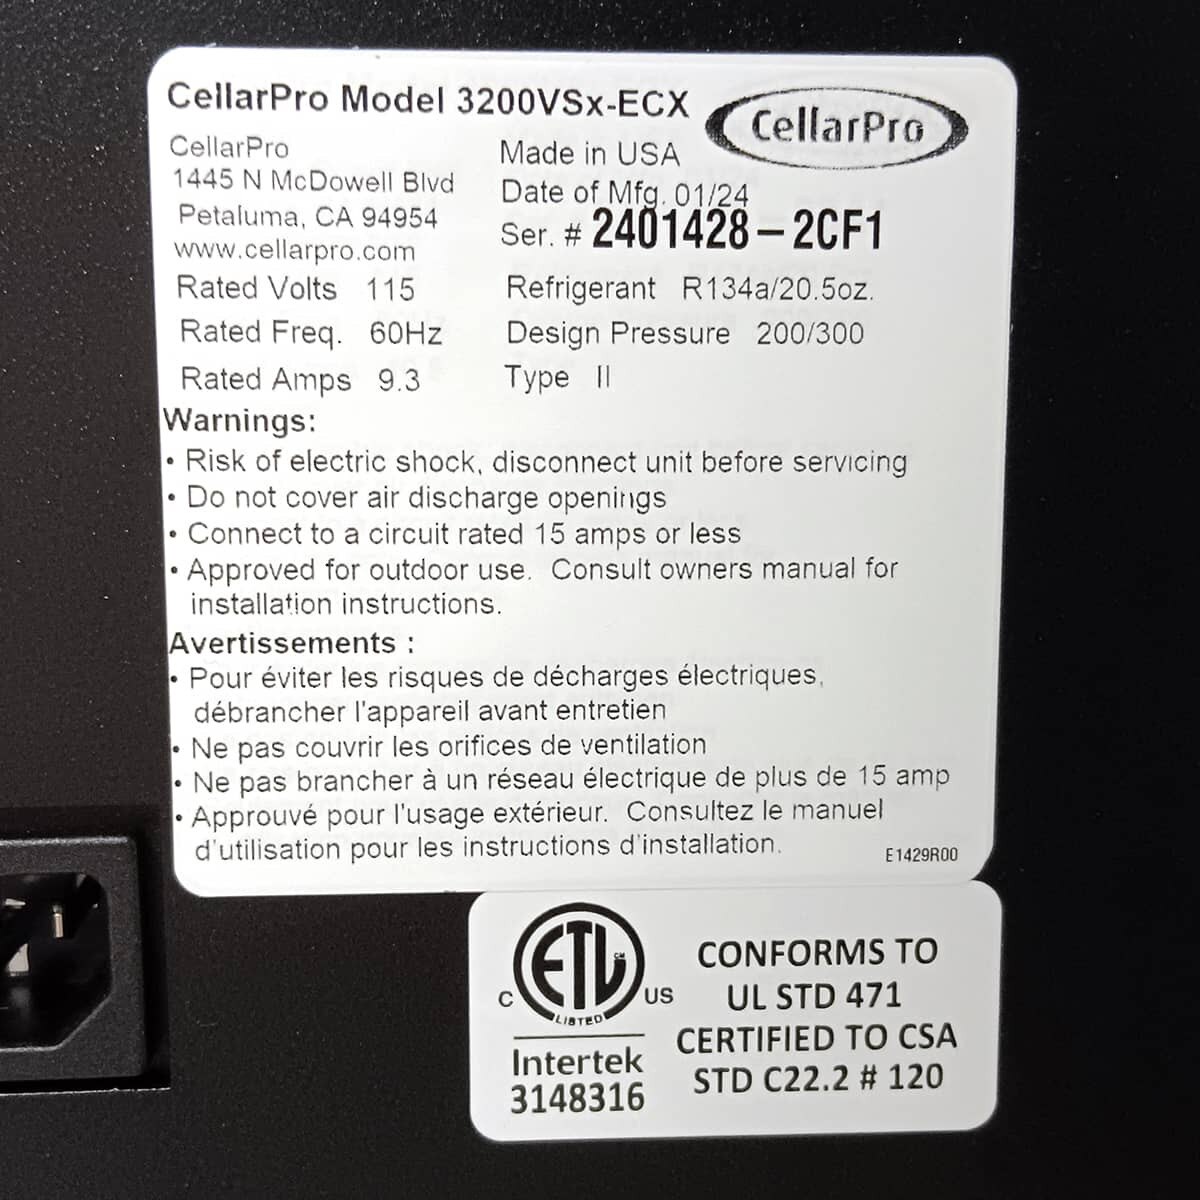 CellarPro Model 3200VSx-ECX
CellarPro
CellarPro
1445 N McDowell Blvd
Petaluma, CA 94954
www.cellarpro.com
Made in USA
Date of Mfg. 01/24
Ser. # 2401428-2CF1
Rated Volts 115
Refrigerant R134a/20.5oz.
Rated Freq. 60Hz
Design Pressure 200/300
Rated Amps 9.3
Type II
Warnings:
• Risk of electric shock, disconnect unit before servicing
• Do not cover air discharge openings
• Connect to a circuit rated 15 amps or less
• Approved for outdoor use. Consult owners manual for
installation instructions.
Avertissements :
• Pour éviter les risques de décharges électriques,
débrancher l'appareil avant entretien
• Ne pas couvrir les orifices de ventilation
• Ne pas brancher à un réseau électrique de plus de 15 amp
• Approuvé pour l'usage extérieur. Consultez le manuel
d'utilisation pour les instructions d'installation.
E1429R00
C ETL CM US
LISTED
Intertek
3148316
CONFORMS TO
UL STD 471
CERTIFIED TO CSA
STD C22.2 # 120